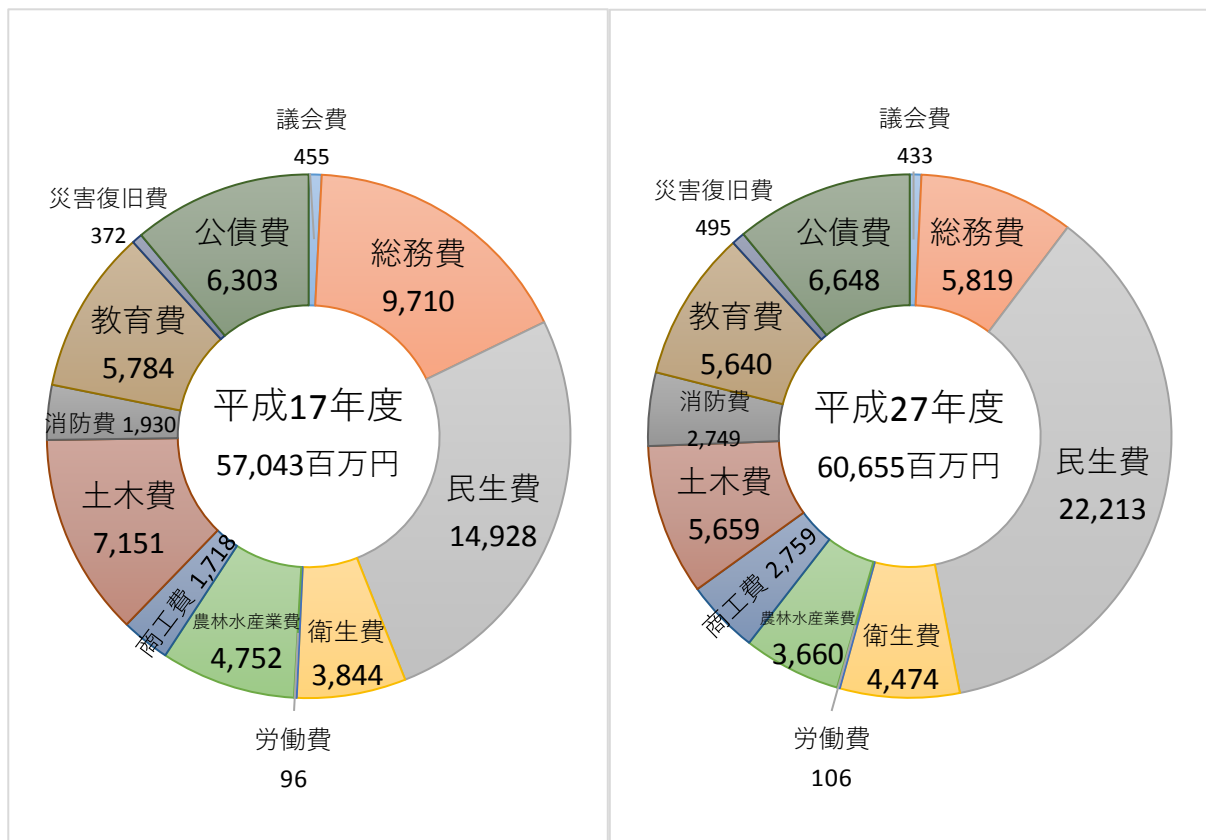 議会費
455
総務費
9,710
民生費
14,928
衛生費
3,844
労働費
96
農林水産業費
4,752
商工費 1,718
土木費
7,151
消防費 1,930
教育費
5,784
災害復旧費
372
公債費
6,303
平成17年度
57,043百万円
議会費
433
総務費
5,819
民生費
22,213
衛生費
4,474
労働費
106
農林水産業費
3,660
商工費 2,759
土木費
5,659
消防費
2,749
教育費
5,640
災害復旧費
495
公債費
6,648
平成27年度
60,655百万円